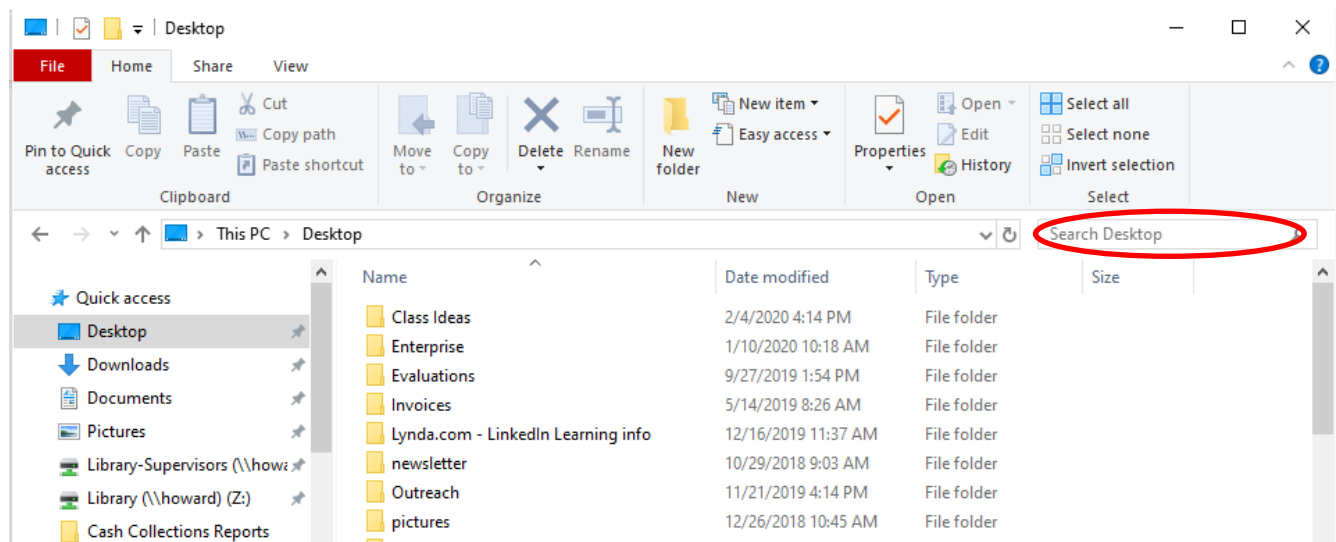 Desktop
File Home Share View
?
Pin to Quick access
Copy
Paste
Cut
Copy path
Paste shortcut
Clipboard
Move to
Copy to
Delete
Rename
Organize
New folder
New item
Easy access
New
Properties
Open
Edit
History
Open
Select all
Select none
Invert selection
Select
This PC > Desktop
Search Desktop
Quick access
Desktop
Downloads
Documents
Pictures
Library-Supervisors (\\howa
Library (\\howard) (Z:)
Cash Collections Reports
Name Date modified Type Size
Class Ideas 2/4/2020 4:14 PM File folder
Enterprise 1/10/2020 10:18 AM File folder
Evaluations 9/27/2019 1:54 PM File folder
Invoices 5/14/2019 8:26 AM File folder
Lynda.com - LinkedIn Learning info 12/16/2019 11:37 AM File folder
newsletter 10/29/2018 9:03 AM File folder
Outreach 11/21/2019 4:14 PM File folder
pictures 12/26/2018 10:45 AM File folder